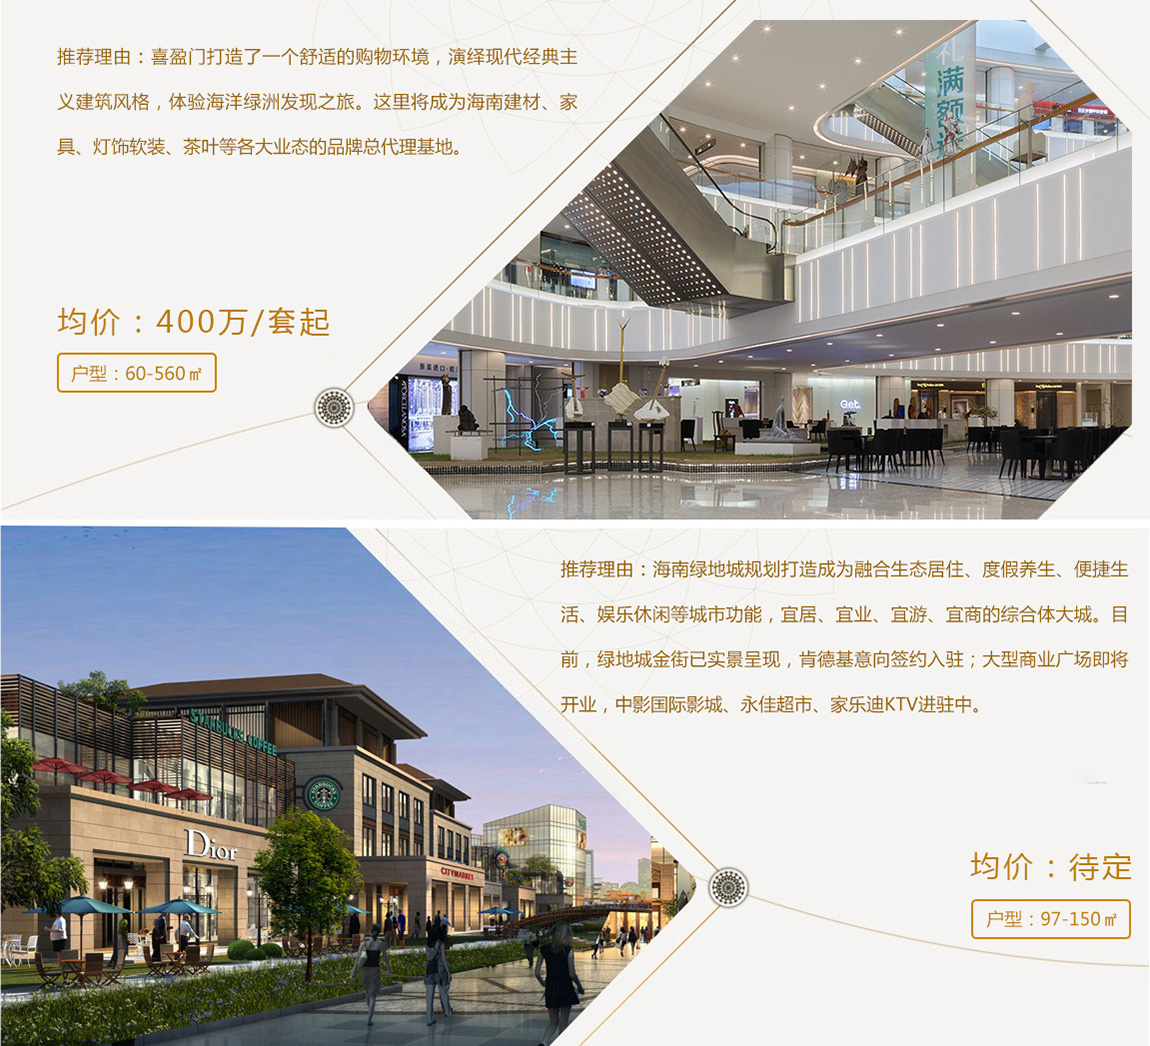 推荐理由：喜盈门打造了一个舒适的购物环境，演绎现代经典主
义建筑风格，体验海洋绿洲发现之旅。这里将成为海南建材、家
具、灯饰软装、茶叶等各大业态的品牌总代理基地。
礼
满
额
均价：400万/套起
户型：60-560㎡
Get.
推荐理由：海南绿地城规划打造成为融合生态居住、度假养生、便捷生
活、娱乐休闲等城市功能，宜居、宜业、宜游、宜商的综合体大城。目
前，绿地城金街已实景呈现，肯德基意向签约入驻；大型商业广场即将
开业，中影国际影城、永佳超市、家乐迪KTV进驻中。
STARBUCKS COFFEE
STARBUCKS
COFFEE
Dior
CITYMARKET
均价：待定
户型：97-150㎡